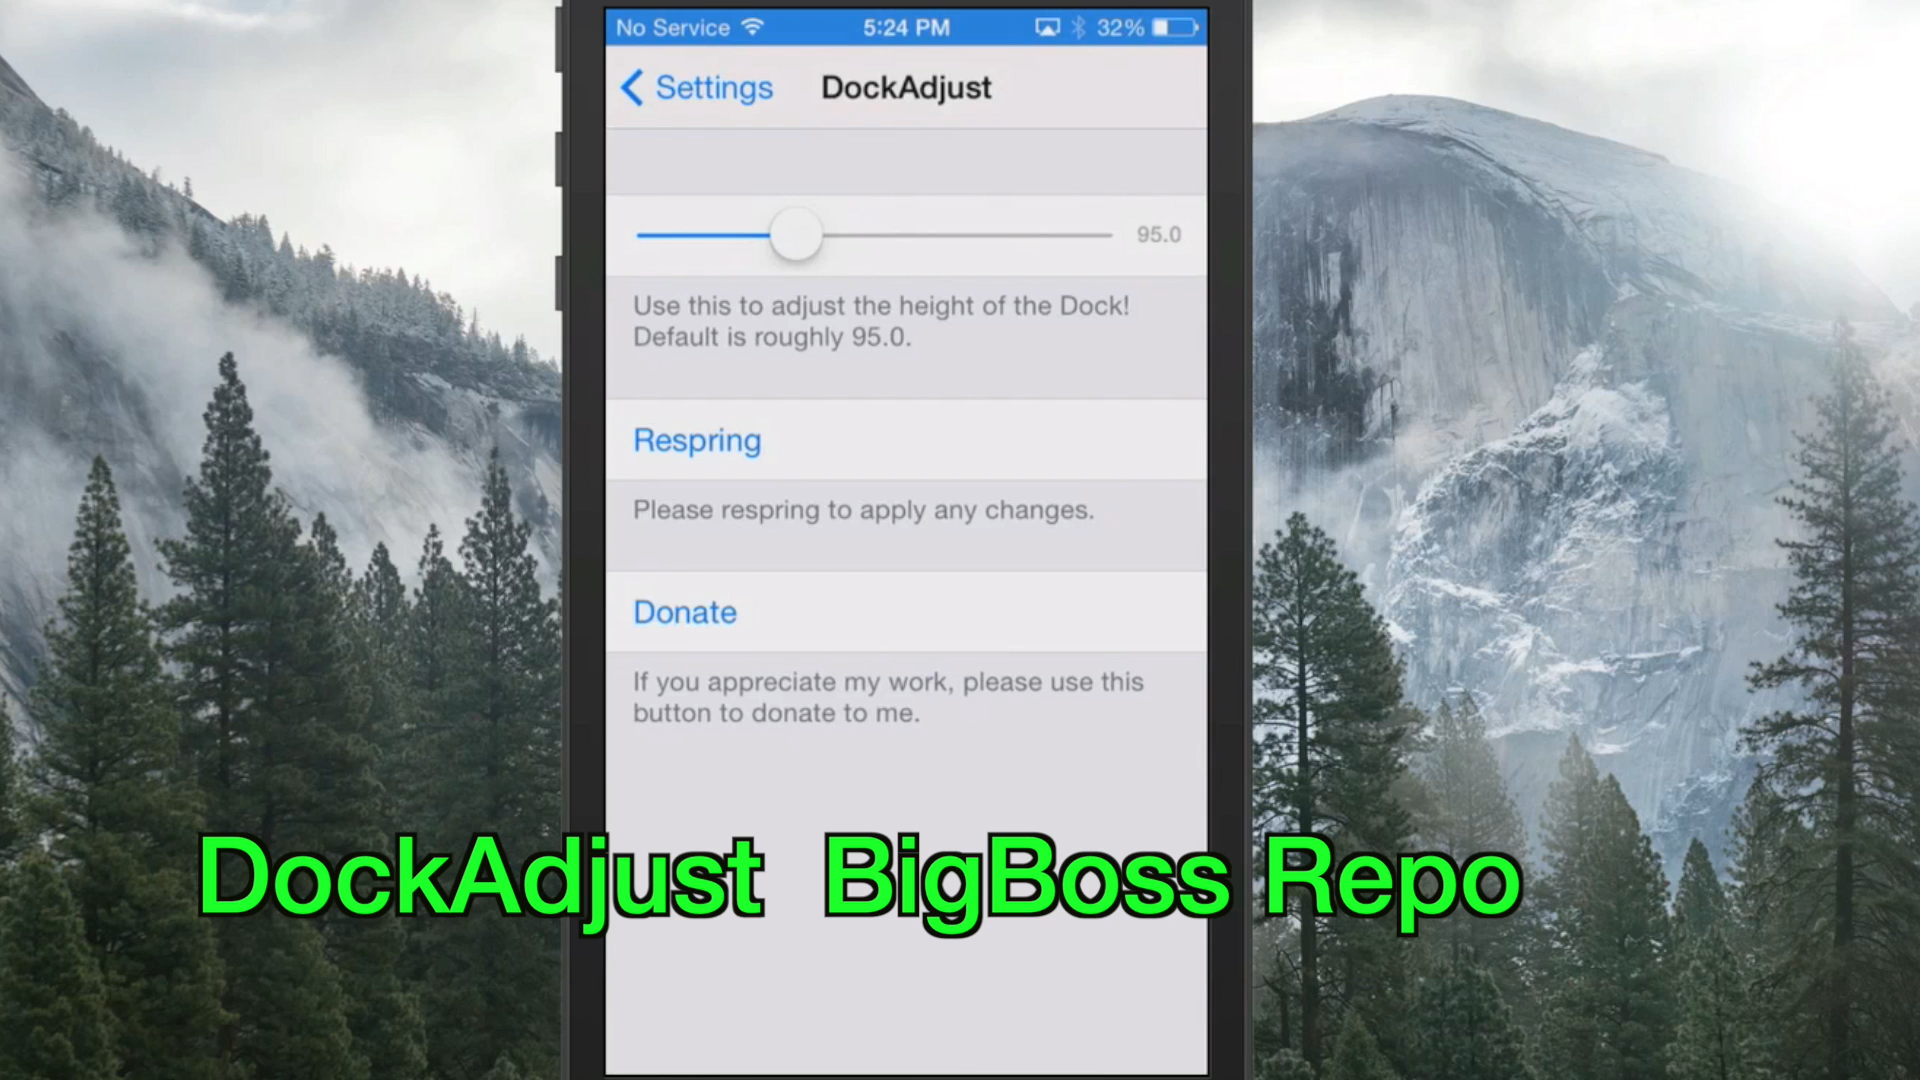 No Service 5:24 PM 32%
Settings DockAdjust
95.0
Use this to adjust the height of the Dock!
Default is roughly 95.0.
Respring
Please respring to apply any changes.
Donate
If you appreciate my work, please use this
button to donate to me.
DockAdjust BigBoss Repo